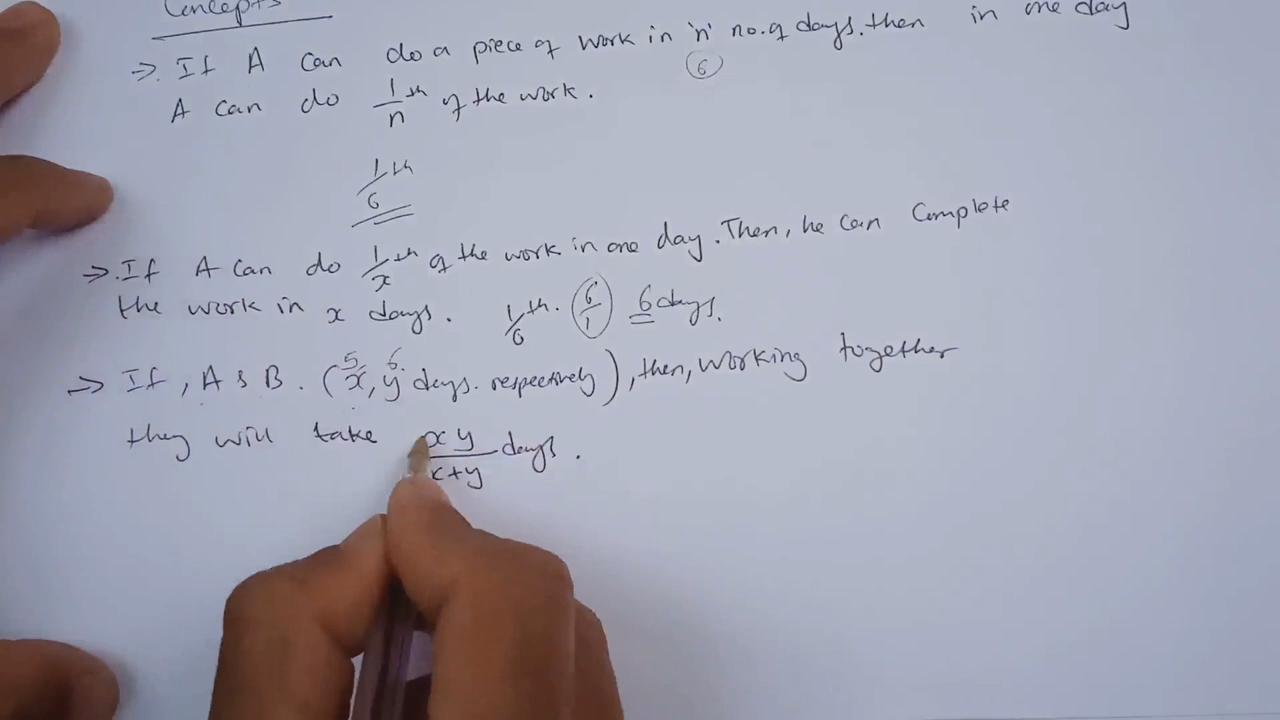 Concepts
→. If A can do a piece of work in 'n' no. of days. then in one day
6
A can do 1/n th of the work.
1/6 th
→. If A can do 1/x th of the work in one day. Then, he can complete
the work in x days. 1/6 th. 6/1 6 days.
5 6.
→ If, A & B. (x, y days. respectively), then, working together
they will take xy/x+y days.